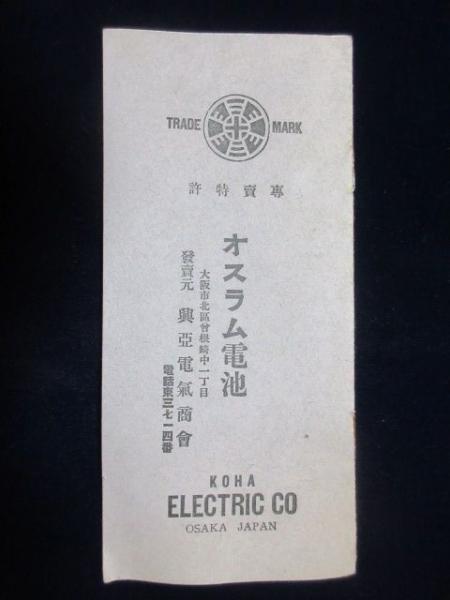 TRADE MARK
專賣特許
オスラム電池
大阪市北區曾根崎中一丁目
發賣元 興亞電氣商會
電話東三七一四番
KOHA
ELECTRIC CO
OSAKA JAPAN